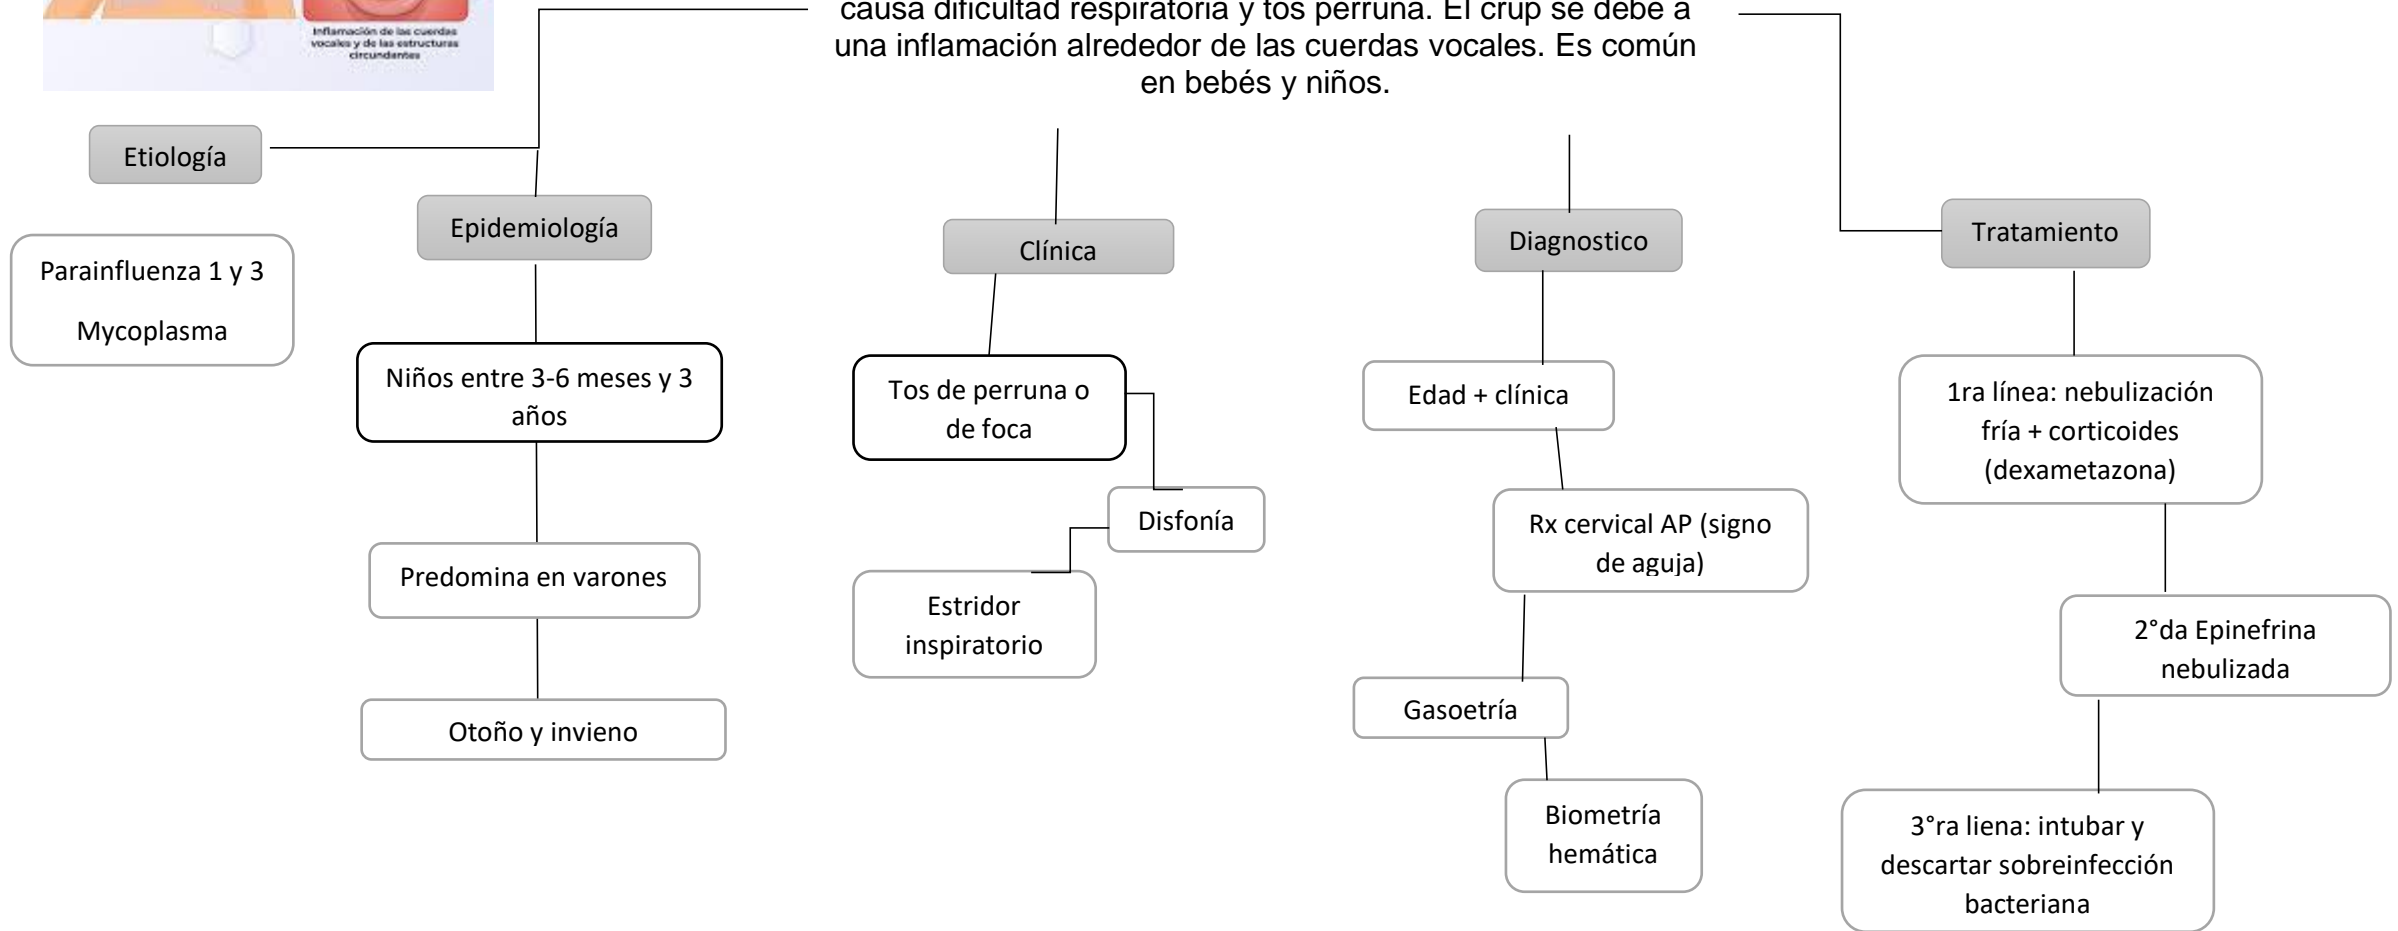 Inflamación de las cuerdas
vocales y de las estructuras
circundantes
causa dificultad respiratoria y tos perruna. El crup se debe a
una inflamación alrededor de las cuerdas vocales. Es común
en bebés y niños.
Etiología
Parainfluenza 1 y 3
Mycoplasma
Epidemiología
Niños entre 3-6 meses y 3
años
Predomina en varones
Otoño y invieno
Clínica
Tos de perruna o
de foca
Disfonía
Estridor
inspiratorio
Diagnostico
Edad + clínica
Rx cervical AP (signo
de aguja)
Gasoetría
Biometría
hemática
Tratamiento
1ra línea: nebulización
fría + corticoides
(dexametazona)
2°da Epinefrina
nebulizada
3°ra liena: intubar y
descartar sobreinfección
bacteriana